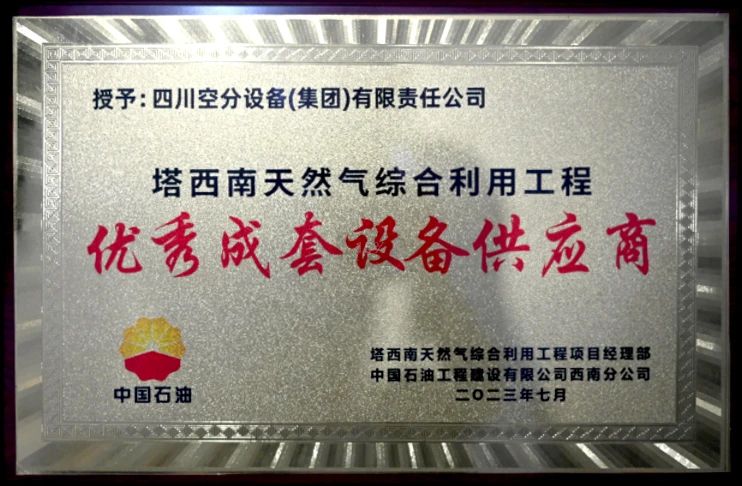 授予:四川空分设备(集团)有限责任公司
塔西南天然气综合利用工程
优秀成套设备供应商
中国石油
塔西南天然气综合利用工程项目经理部
中国石油工程建设有限公司西南分公司
二〇二三年七月